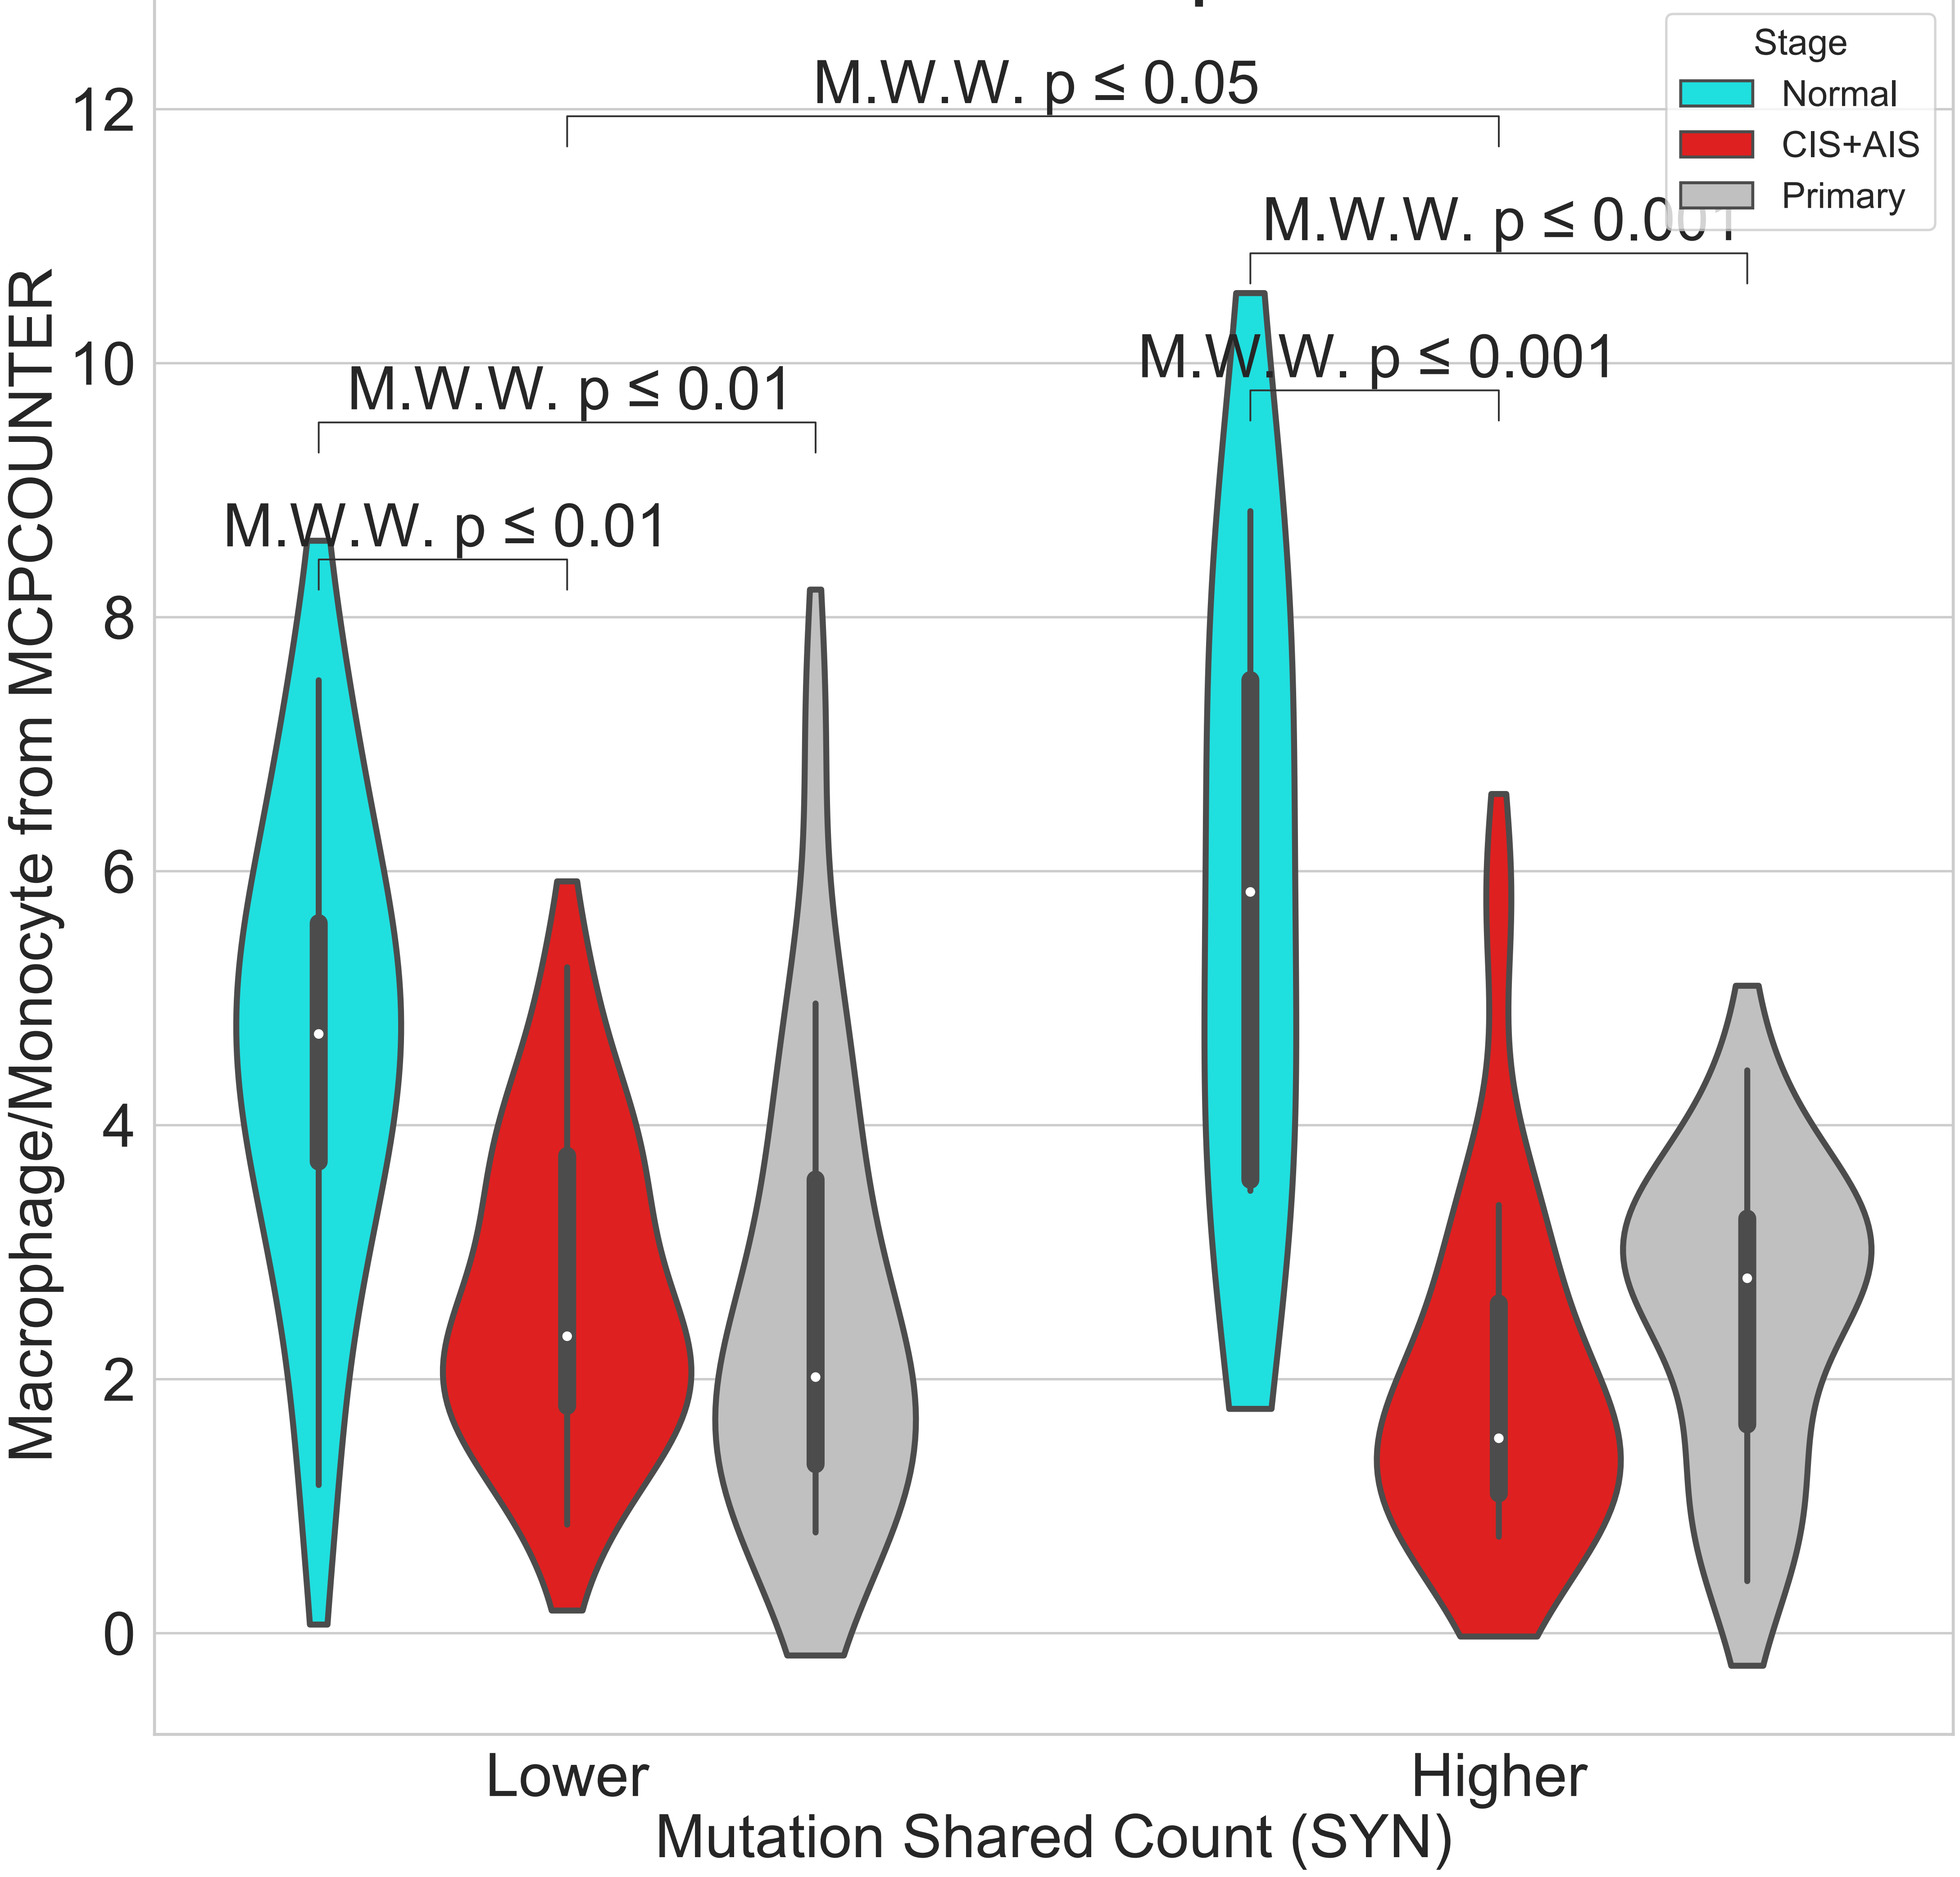 M.W.W. p ≤ 0.05
Stage
Normal
CIS+AIS
Primary
M.W.W. p ≤ 0.001
M.W.W. p ≤ 0.001
M.W.W. p ≤ 0.01
M.W.W. p ≤ 0.01
12
10
8
6
4
2
0
Macrophage/Monocyte from MCPCOUNTER
Lower
Higher
Mutation Shared Count (SYN)